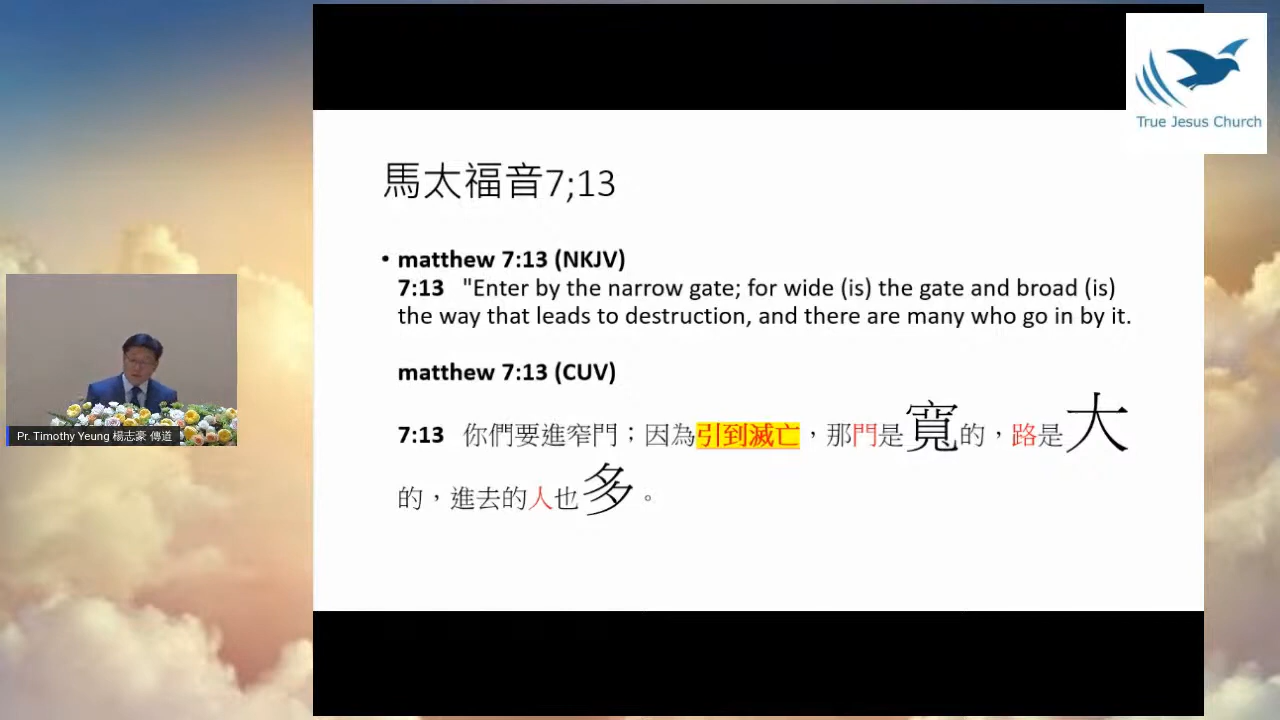 True Jesus Church
馬太福音7;13
• matthew 7:13 (NKJV)
7:13 "Enter by the narrow gate; for wide (is) the gate and broad (is)
the way that leads to destruction, and there are many who go in by it.
matthew 7:13 (CUV)
7:13 你們要進窄門；因為引到滅亡，那門是寬的，路是大
的，進去的人也多。
Pr. Timothy Yeung 楊志豪 傳道